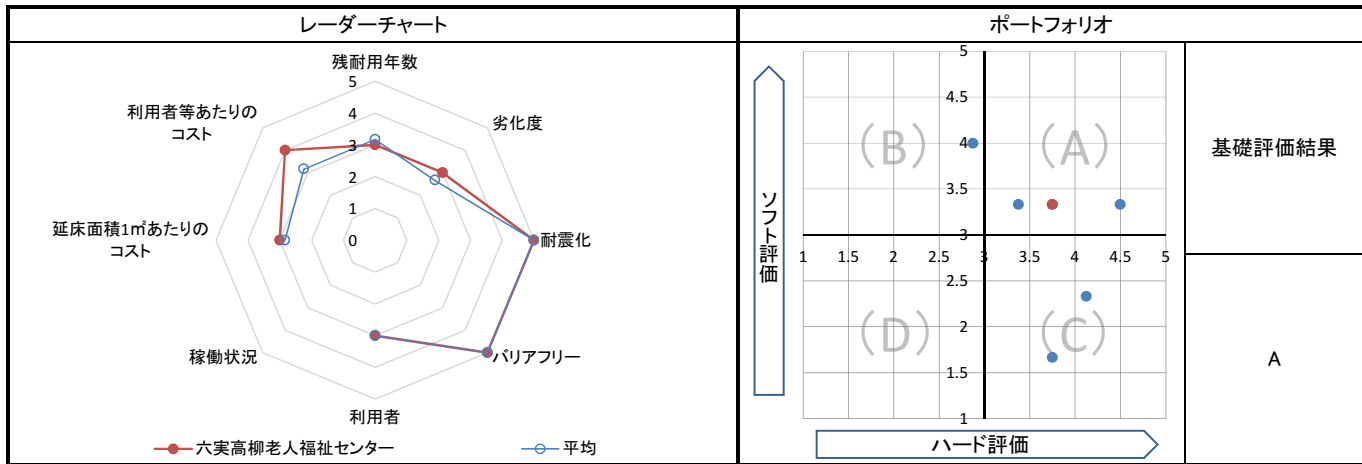 レーダーチャート
残耐用年数
劣化度
耐震化
バリアフリー
利用者
稼働状況
延床面積1㎡あたりの
コスト
利用者等あたりの
コスト
5
4
3
2
1
0
六実高柳老人福祉センター
平均
ポートフォリオ
ソフト評価
5
4.5
4
3.5
3
2.5
2
1.5
1
1
1.5
2
2.5
3
3.5
4
4.5
5
(B)
(A)
(D)
(C)
ハード評価
基礎評価結果
A